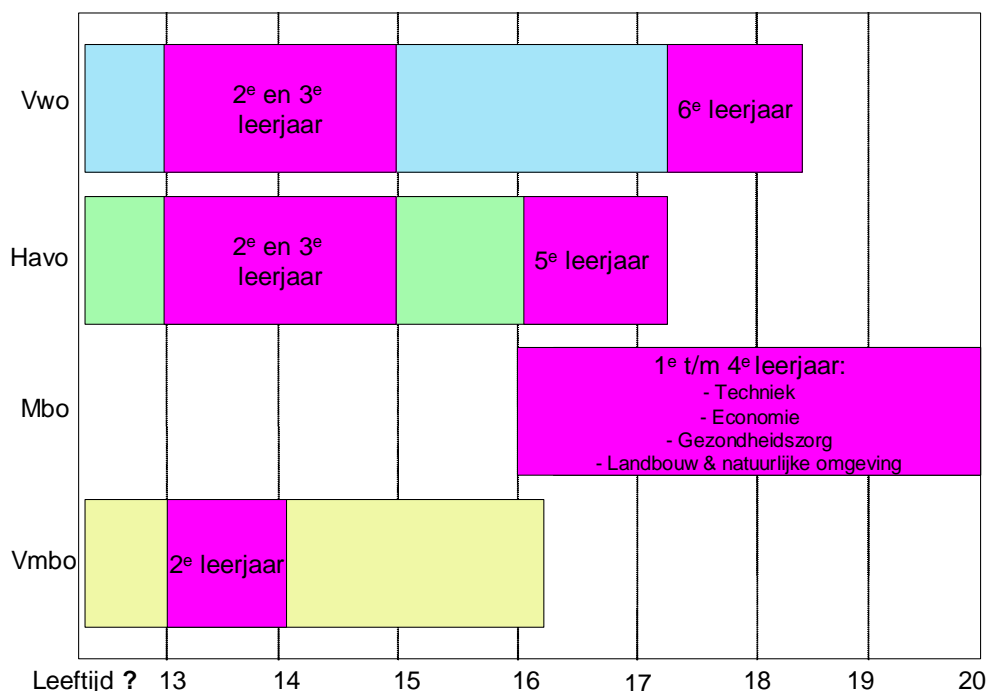 Vwo
2e en 3e
leerjaar
6e leerjaar
Havo
2e en 3e
leerjaar
5e leerjaar
Mbo
1e t/m 4e leerjaar:
- Techniek
- Economie
- Gezondheidszorg
- Landbouw & natuurlijke omgeving
Vmbo
2e leerjaar
Leeftijd ? 13 14 15 16 17 18 19 20